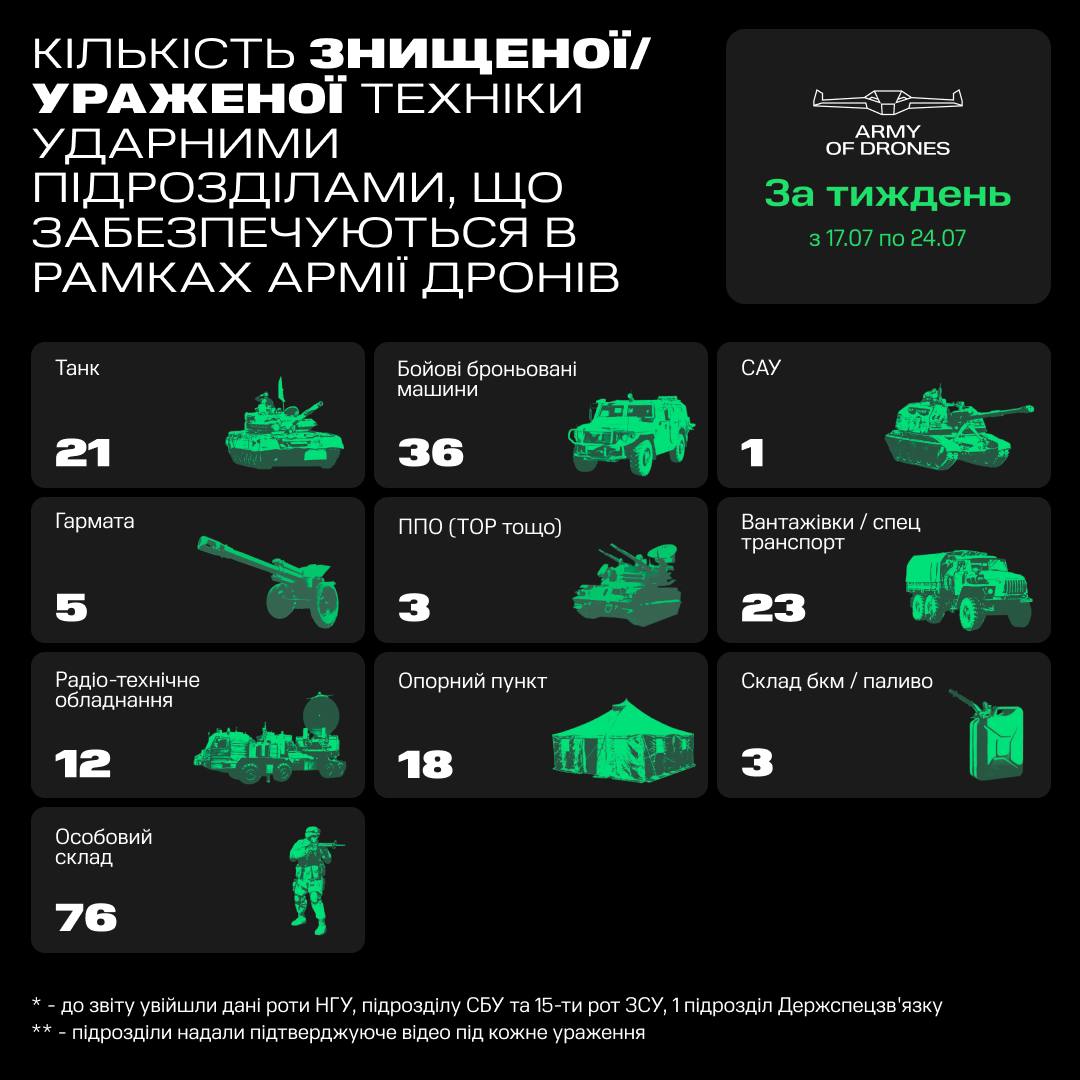 КІЛЬКІСТЬ ЗНИЩЕНОЇ/
УРАЖЕНОЇ ТЕХНІКИ
УДАРНИМИ
ПІДРОЗДІЛАМИ, ЩО
ЗАБЕЗПЕЧУЮТЬСЯ В
РАМКАХ АРМІЇ ДРОНІВ
ARMY
OF DRONES
За тиждень
з 17.07 по 24.07
Танк
21
Бойові броньовані
машини
36
САУ
1
Гармата
5
ППО (ТОР тощо)
3
Вантажівки / спец
транспорт
23
Радіо-технічне
обладнання
12
Опорний пункт
18
Склад бкм / паливо
3
Особовий
склад
76
* - до звіту увійшли дані роти НГУ, підрозділу СБУ та 15-ти рот ЗСУ, 1 підрозділ Держспецзв'язку
** - підрозділи надали підтверджуюче відео під кожне ураження